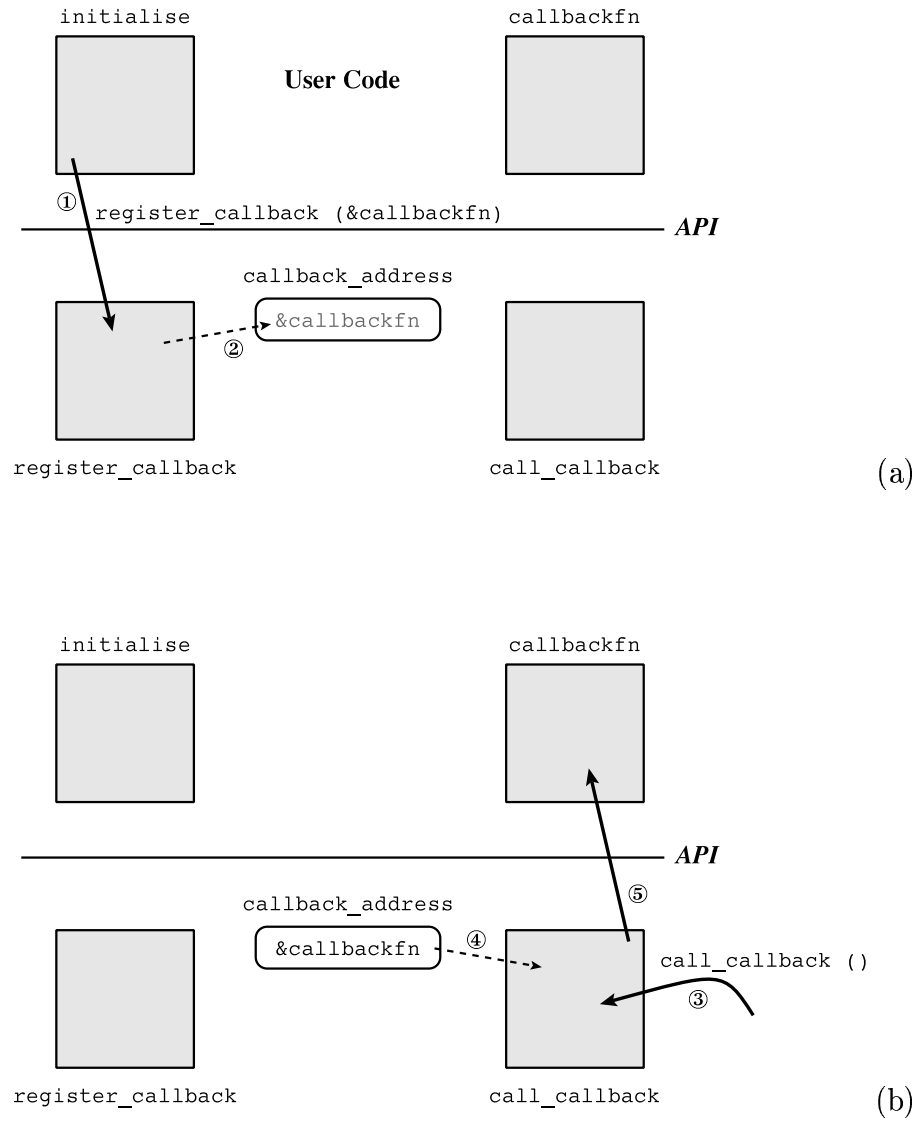 initialise
callbackfn
User Code
①
register_callback (&callbackfn)
API
callback_address
&callbackfn
②
register_callback
call_callback
(a)
initialise
callbackfn
API
⑤
callback_address
④
&callbackfn
call_callback ()
③
register_callback
call_callback
(b)